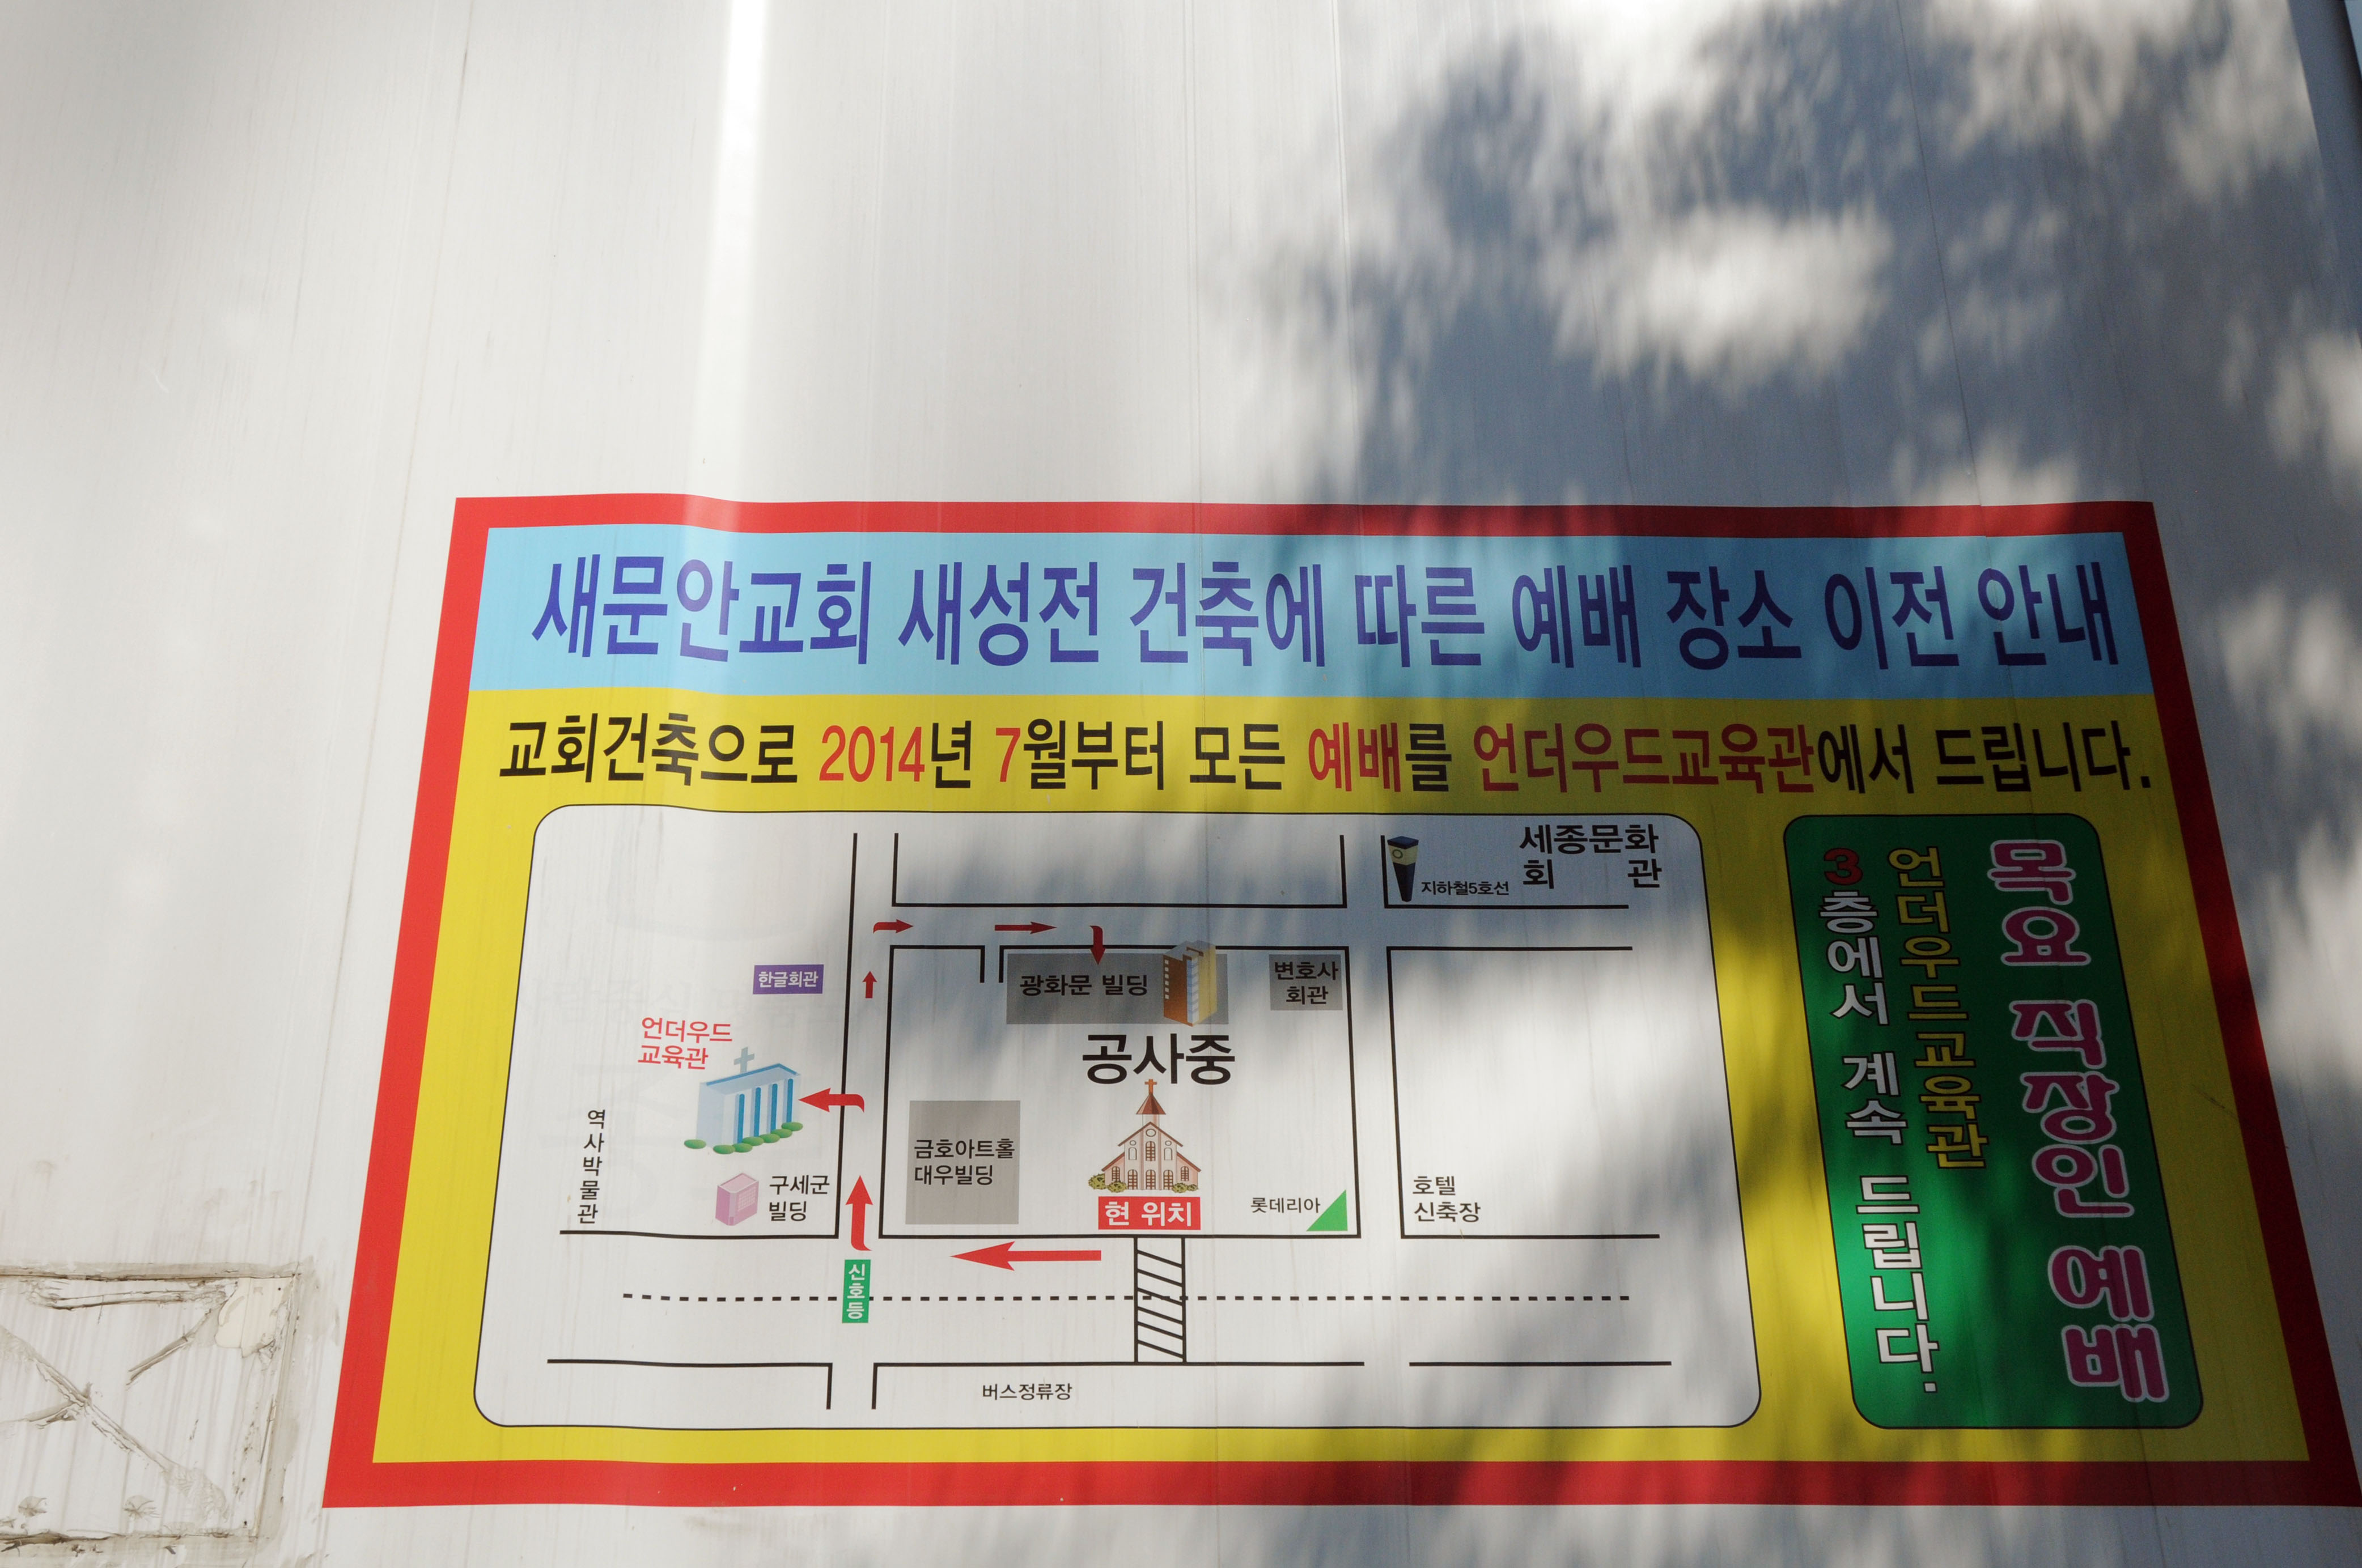 새문안교회 새성전 건축에 따른 예배 장소 이전 안내
교회건축으로 2014년 7월부터 모든 예배를 언더우드교육관에서 드립니다.
세종문화
회 관
지하철5호선
한글회관
광화문 빌딩
변호사
회관
언더우드
교육관
공사중
역사박물관
금호아트홀
대우빌딩
구세군
빌딩
현 위치
롯데리아
호텔
신축장
신호등
버스정류장
목요 직장인 예배
언더우드교육관
3층에서 계속 드립니다.